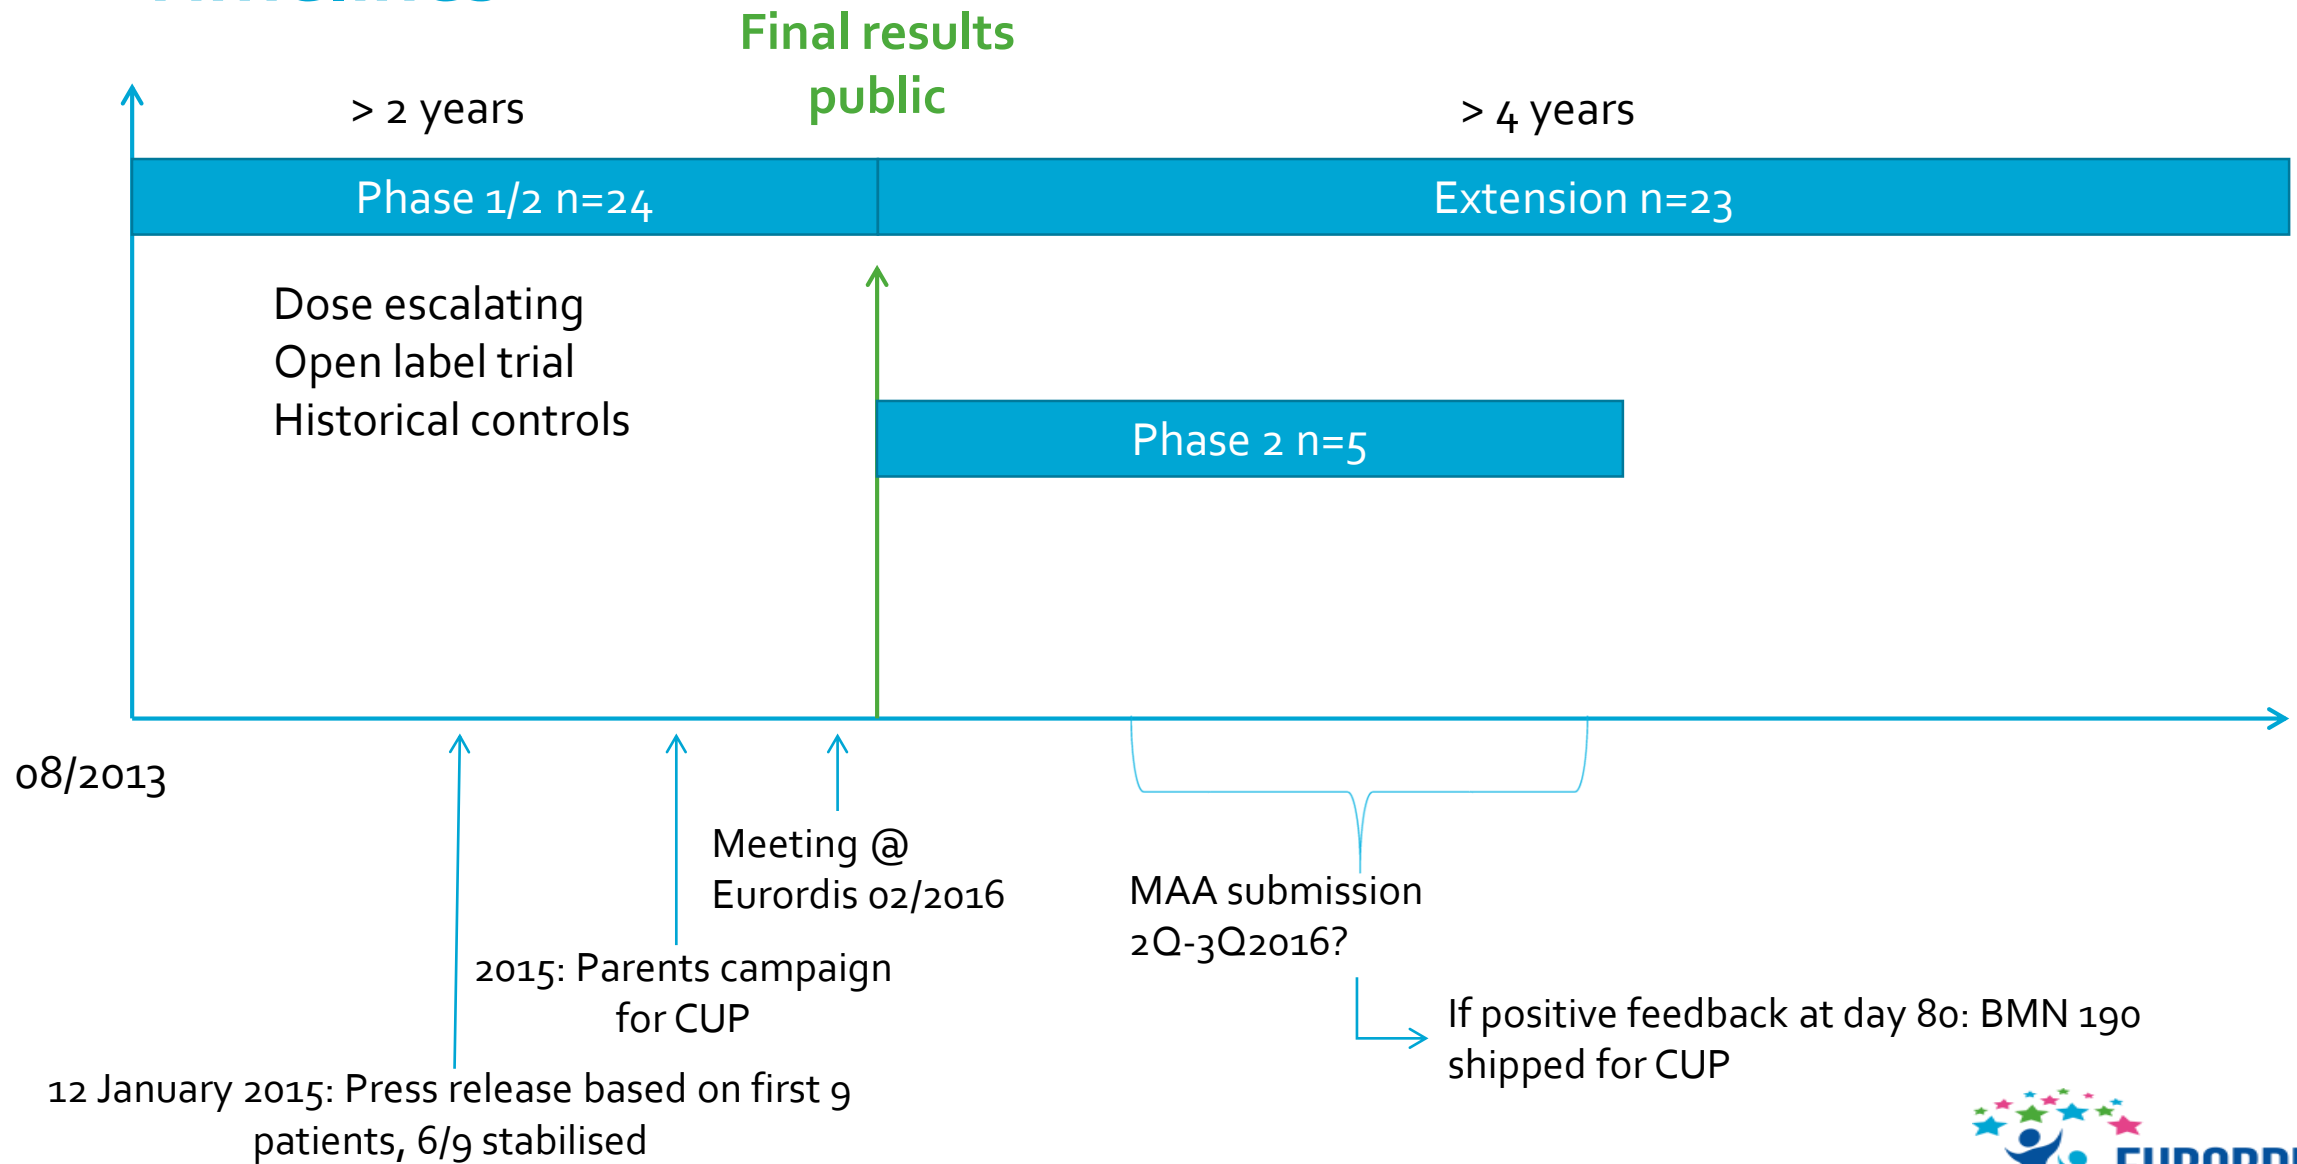 Final results
public
> 2 years
> 4 years
Phase 1/2 n=24
Extension n=23
Dose escalating
Open label trial
Historical controls
Phase 2 n=5
08/2013
Meeting @
Eurordis 02/2016
MAA submission
2Q-3Q2016?
2015: Parents campaign
for CUP
If positive feedback at day 80: BMN 190
shipped for CUP
12 January 2015: Press release based on first 9
patients, 6/9 stabilised